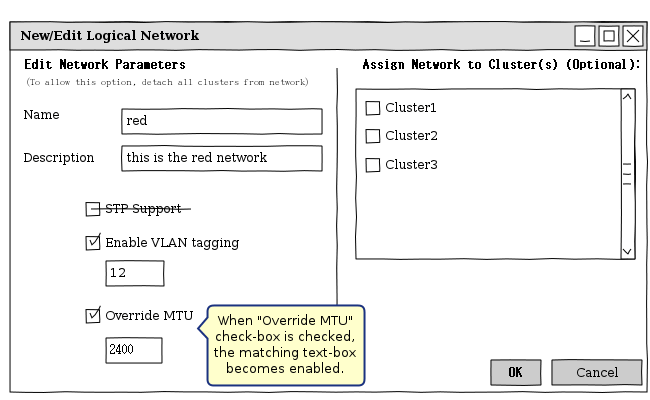 New/Edit Logical Network
Edit Network Parameters
(To allow this option, detach all clusters from network)
Name
red
Description
this is the red network
STP Support
Enable VLAN tagging
12
Override MTU
2400
When "Override MTU"
check-box is checked,
the matching text-box
becomes enabled.
Assign Network to Cluster(s) (Optional):
Cluster1
Cluster2
Cluster3
OK
Cancel